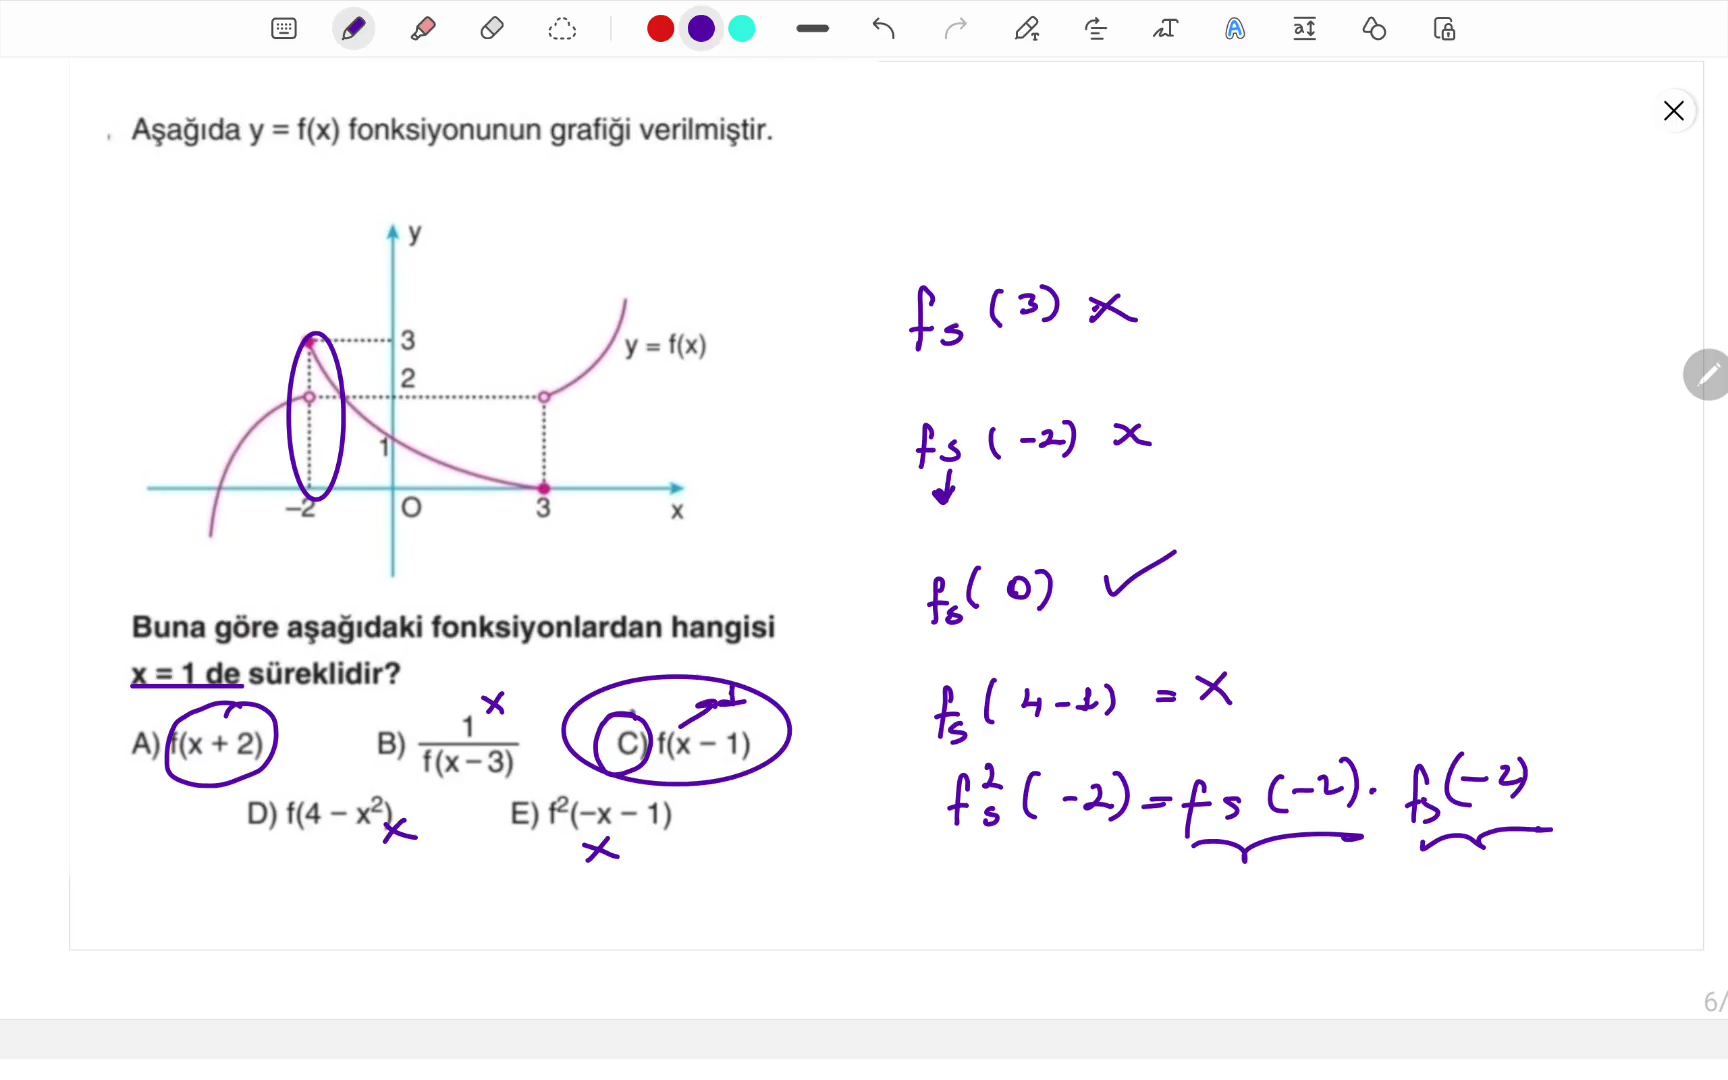 Aşağıda y = f(x) fonksiyonunun grafiği verilmiştir.
y
3
2
1
y = f(x)
–2
O
3
x
Buna göre aşağıdaki fonksiyonlardan hangisi
x = 1 de süreklidir?
A) f(x + 2)
B) 1/f(x – 3)
x
C) f(x – 1)
D) f(4 – x²)
x
E) f²(–x – 1)
x
fs (3) x
fs (-2) x
fs (0) ✓
fs (4-1) = x
fs² (-2) = fs (-2) . fs (-2)
6/